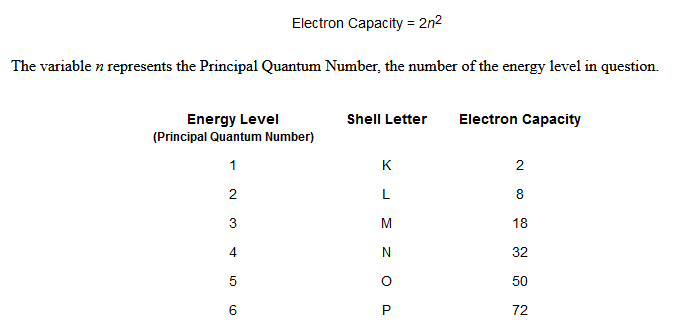 Electron Capacity = 2n²
The variable n represents the Principal Quantum Number, the number of the energy level in question.
Energy Level Shell Letter Electron Capacity
(Principal Quantum Number)
1 K 2
2 L 8
3 M 18
4 N 32
5 O 50
6 P 72